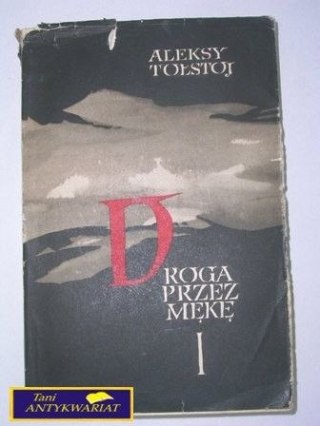 ALEKSY
TOŁSTOJ
DROGA
PRZEZ
MĘKĘ
I
Tani
ANTYKWARIAT